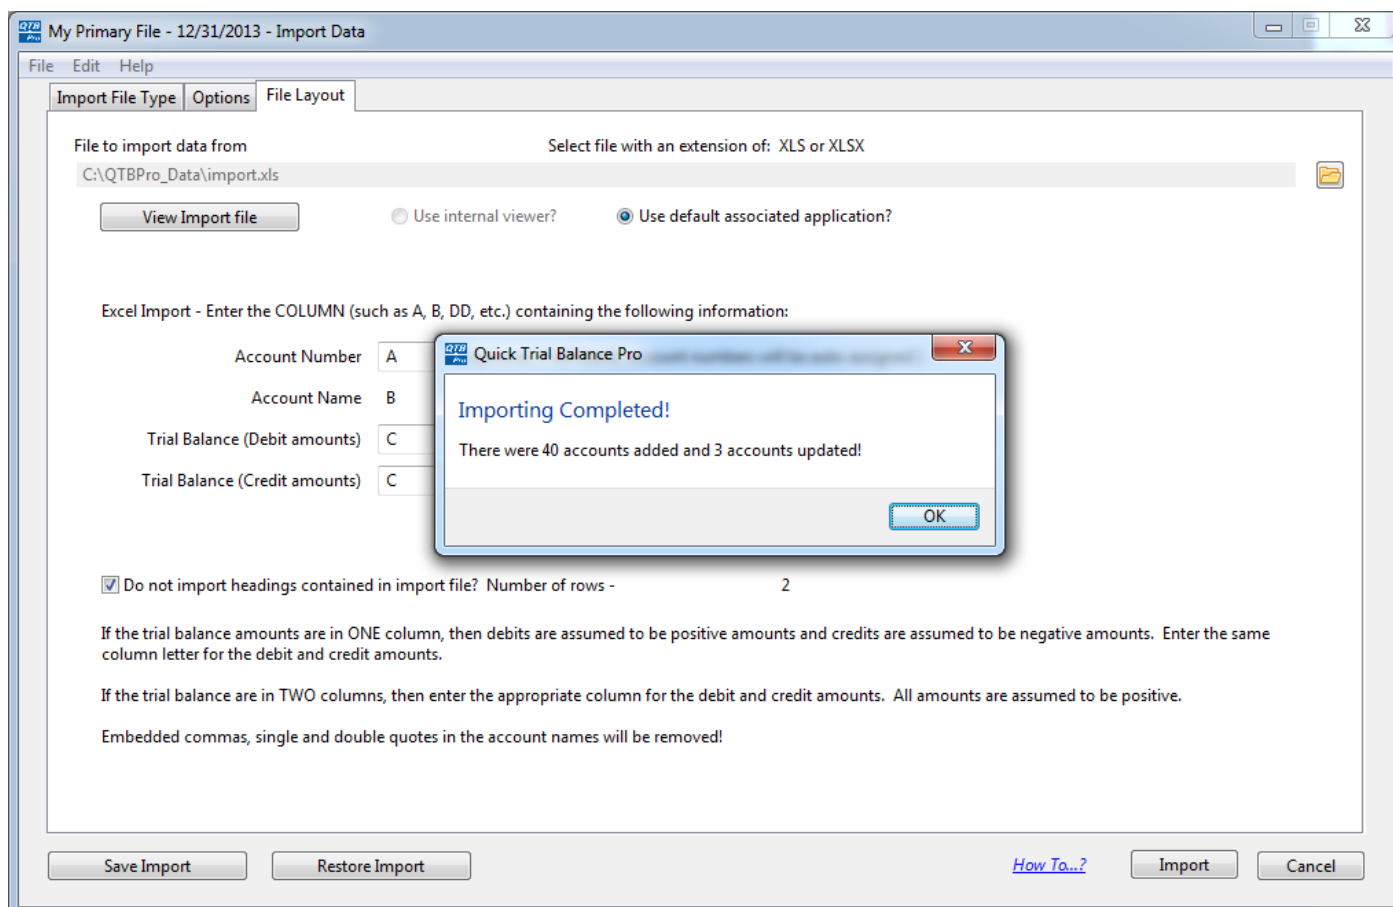 QTB Pro My Primary File - 12/31/2013 - Import Data
File Edit Help
Import File Type Options File Layout
File to import data from Select file with an extension of: XLS or XLSX
C:\QTBPro_Data\import.xls
View Import file Use internal viewer? Use default associated application?
Excel Import - Enter the COLUMN (such as A, B, DD, etc.) containing the following information:
Account Number A
Account Name B
Trial Balance (Debit amounts) C
Trial Balance (Credit amounts) C
QTB Pro Quick Trial Balance Pro
Importing Completed!
There were 40 accounts added and 3 accounts updated!
OK
Do not import headings contained in import file? Number of rows - 2
If the trial balance amounts are in ONE column, then debits are assumed to be positive amounts and credits are assumed to be negative amounts. Enter the same
column letter for the debit and credit amounts.
If the trial balance are in TWO columns, then enter the appropriate column for the debit and credit amounts. All amounts are assumed to be positive.
Embedded commas, single and double quotes in the account names will be removed!
Save Import Restore Import How To...? Import Cancel